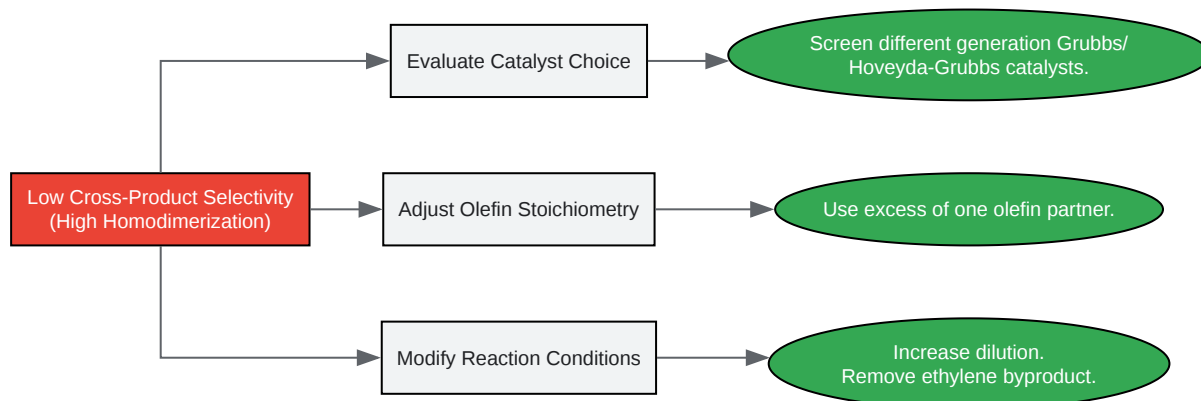 Evaluate Catalyst Choice
Screen different generation Grubbs/
Hoveyda-Grubbs catalysts.
Low Cross-Product Selectivity
(High Homodimerization)
Adjust Olefin Stoichiometry
Use excess of one olefin partner.
Modify Reaction Conditions
Increase dilution.
Remove ethylene byproduct.